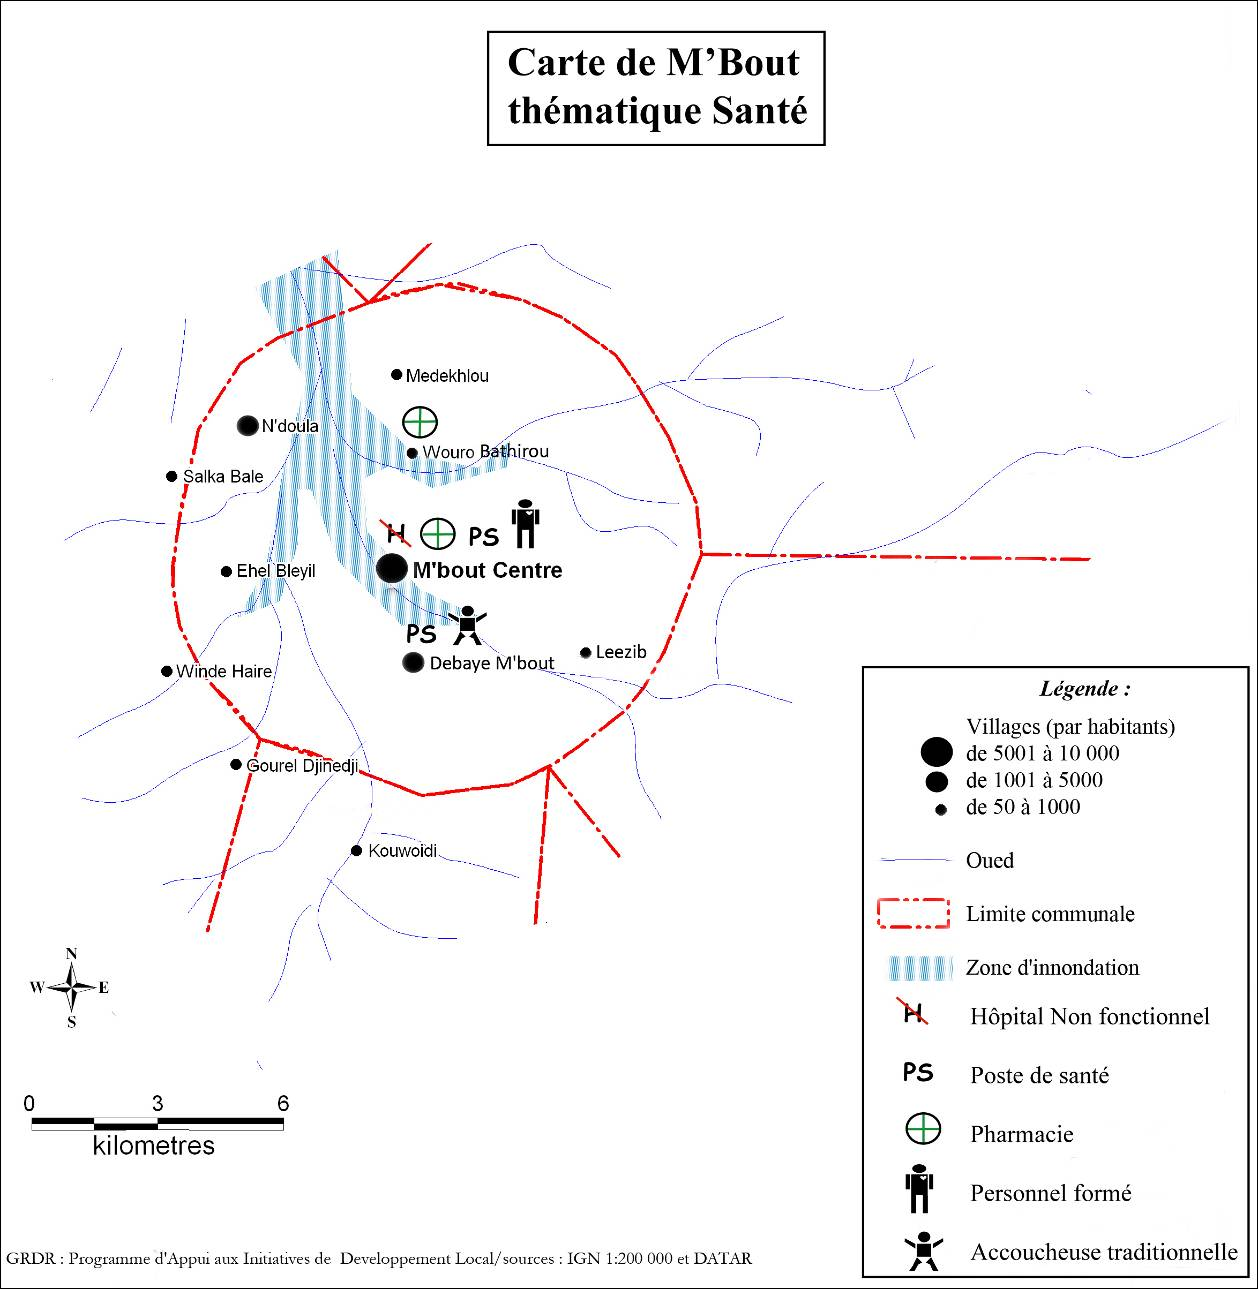 Carte de M’Bout
thématique Santé
Medekhlou
N'doula
Wouro Bathirou
Salka Bale
H
PS
M'bout Centre
Ehel Bleyil
PS
Debaye M'bout
Leezib
Winde Haire
Gourel Djinedji
Kouwoidi
Légende :
Villages (par habitants)
de 5001 à 10 000
de 1001 à 5000
de 50 à 1000
Oued
Limite communale
Zonc d'innondation
H Hôpital Non fonctionnel
PS Poste de santé
Pharmacie
Personnel formé
Accoucheuse traditionnelle
N
W E
S
0 3 6
kilometres
GRDR : Programme d'Appui aux Initiatives de Developpement Local/sources : IGN 1:200 000 et DATAR